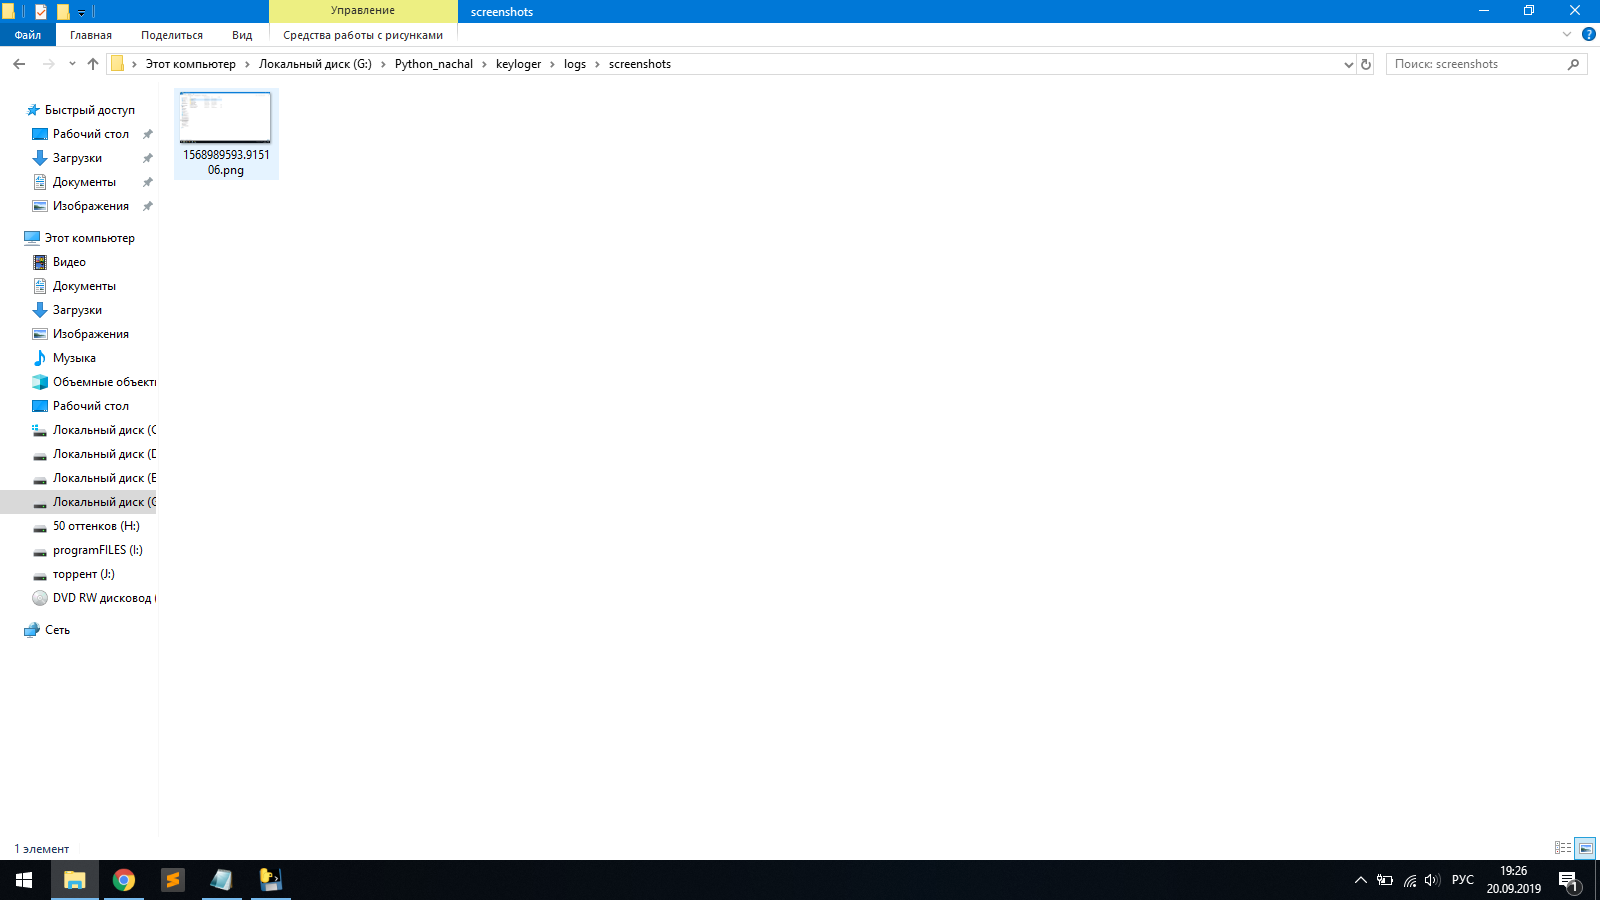 Управление
screenshots
Файл
Главная
Поделиться
Вид
Средства работы с рисунками
Этот компьютер
Локальный диск (G:)
Python_nachal
keyloger
logs
screenshots
Поиск: screenshots
Быстрый доступ
Рабочий стол
Загрузки
Документы
Изображения
Этот компьютер
Видео
Документы
Загрузки
Изображения
Музыка
Объемные объекты
Рабочий стол
Локальный диск (C
Локальный диск (D
Локальный диск (E
Локальный диск (G
50 оттенков (H:)
programFILES (I:)
торрент (J:)
DVD RW дисковод (
Сеть
1568989593.9151
06.png
1 элемент
РУС
19:26
20.09.2019
1